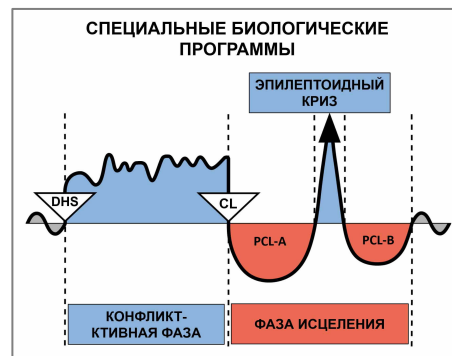 СПЕЦИАЛЬНЫЕ БИОЛОГИЧЕСКИЕ
ПРОГРАММЫ
ЭПИЛЕПТОИДНЫЙ
КРИЗ
DHS
CL
PCL-A
PCL-B
КОНФЛИКТ-
КТИВНАЯ ФАЗА
ФАЗА ИСЦЕЛЕНИЯ